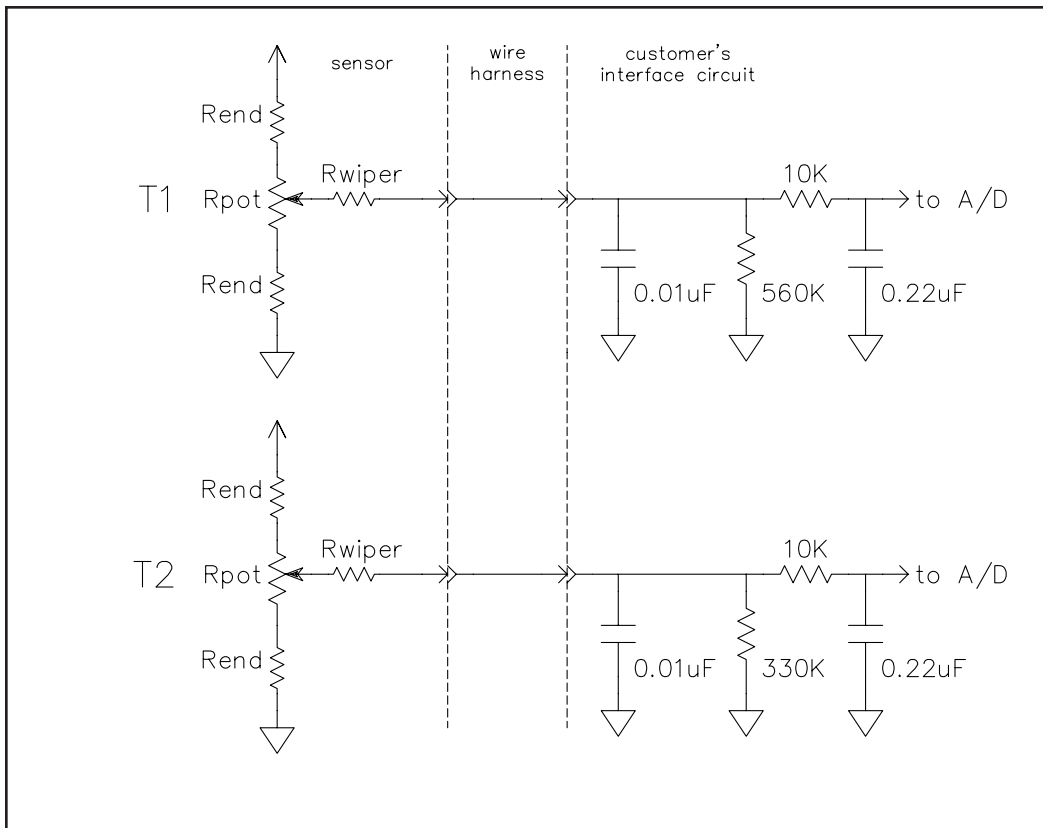 sensor
wire
harness
customer's
interface circuit
Rend
Rwiper
10K
T1
Rpot
to A/D
Rend
0.01uF
560K
0.22uF
Rend
Rwiper
10K
T2
Rpot
to A/D
Rend
0.01uF
330K
0.22uF